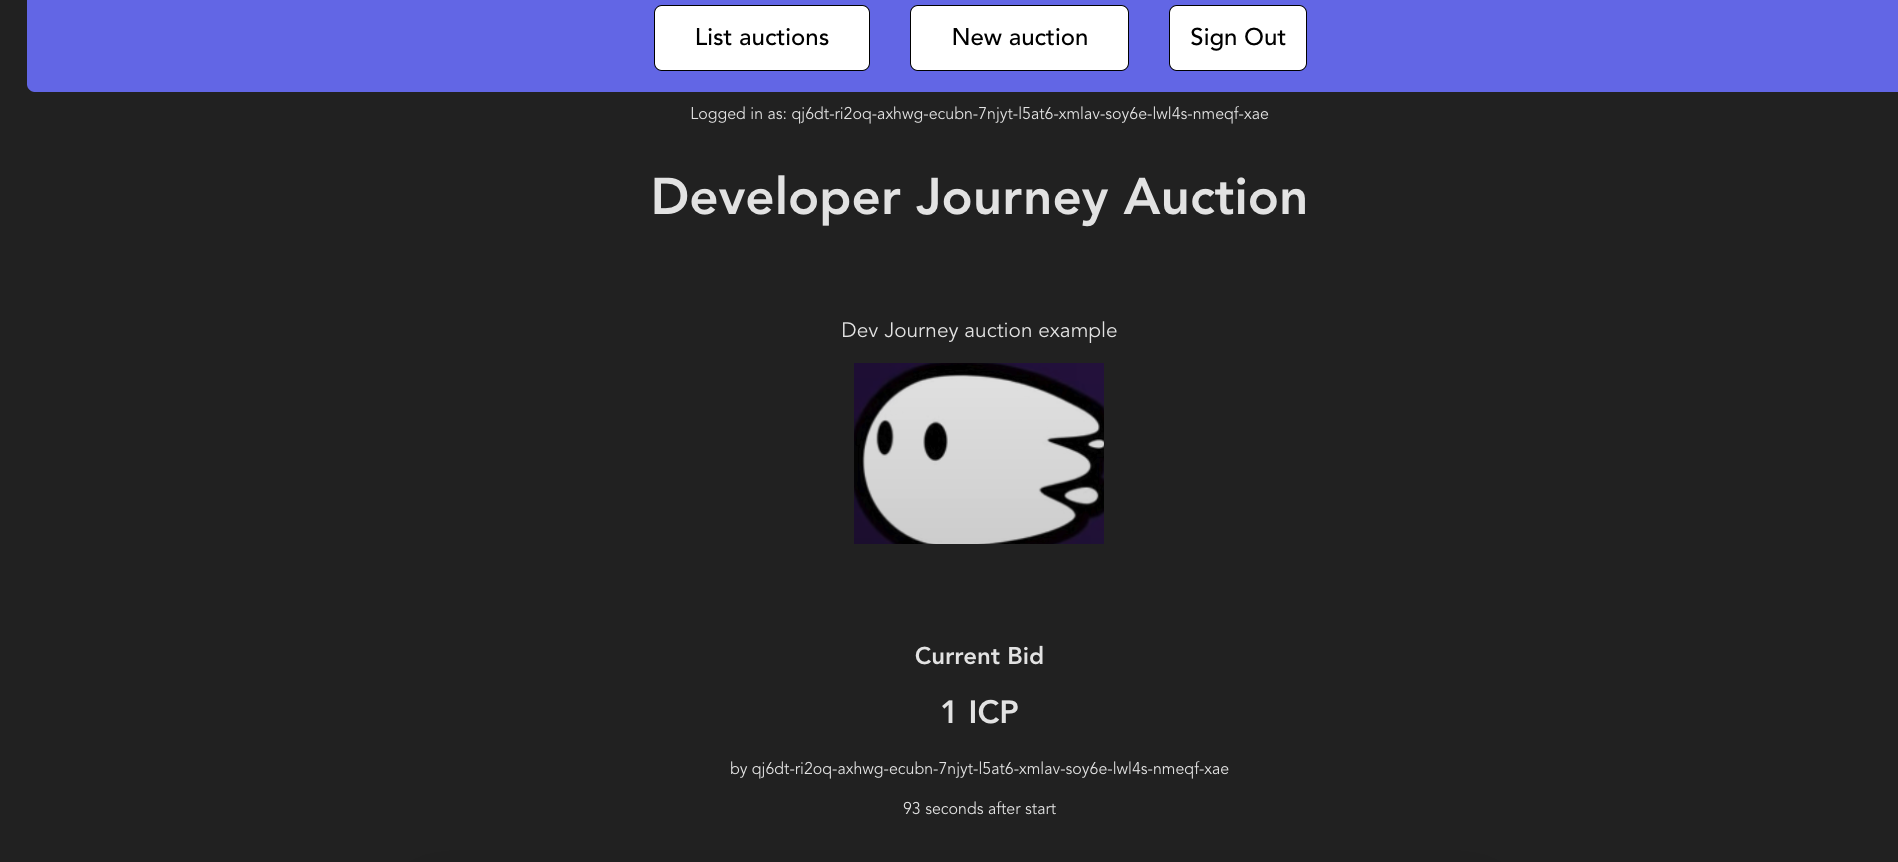 List auctions
New auction
Sign Out
Logged in as: qj6dt-ri2oq-axhwg-ecubn-7njyt-l5at6-xmlav-soy6e-lwl4s-nmeqf-xae
Developer Journey Auction
Dev Journey auction example
Current Bid
1 ICP
by qj6dt-ri2oq-axhwg-ecubn-7njyt-l5at6-xmlav-soy6e-lwl4s-nmeqf-xae
93 seconds after start